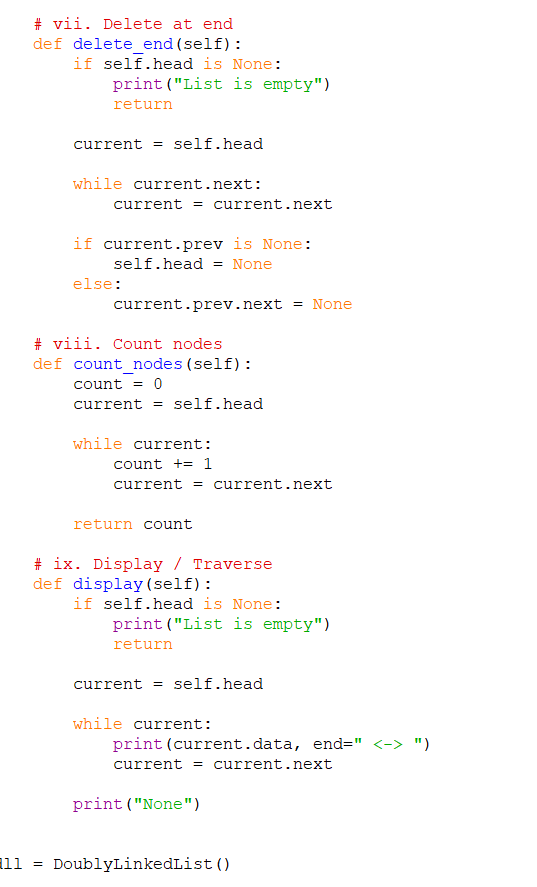 # vii. Delete at end
    def delete_end(self):
        if self.head is None:
            print("List is empty")
            return

        current = self.head

        while current.next:
            current = current.next

        if current.prev is None:
            self.head = None
        else:
            current.prev.next = None

    # viii. Count nodes
    def count_nodes(self):
        count = 0
        current = self.head

        while current:
            count += 1
            current = current.next

        return count

    # ix. Display / Traverse
    def display(self):
        if self.head is None:
            print("List is empty")
            return

        current = self.head

        while current:
            print(current.data, end=" <-> ")
            current = current.next

        print("None")


dll = DoublyLinkedList()